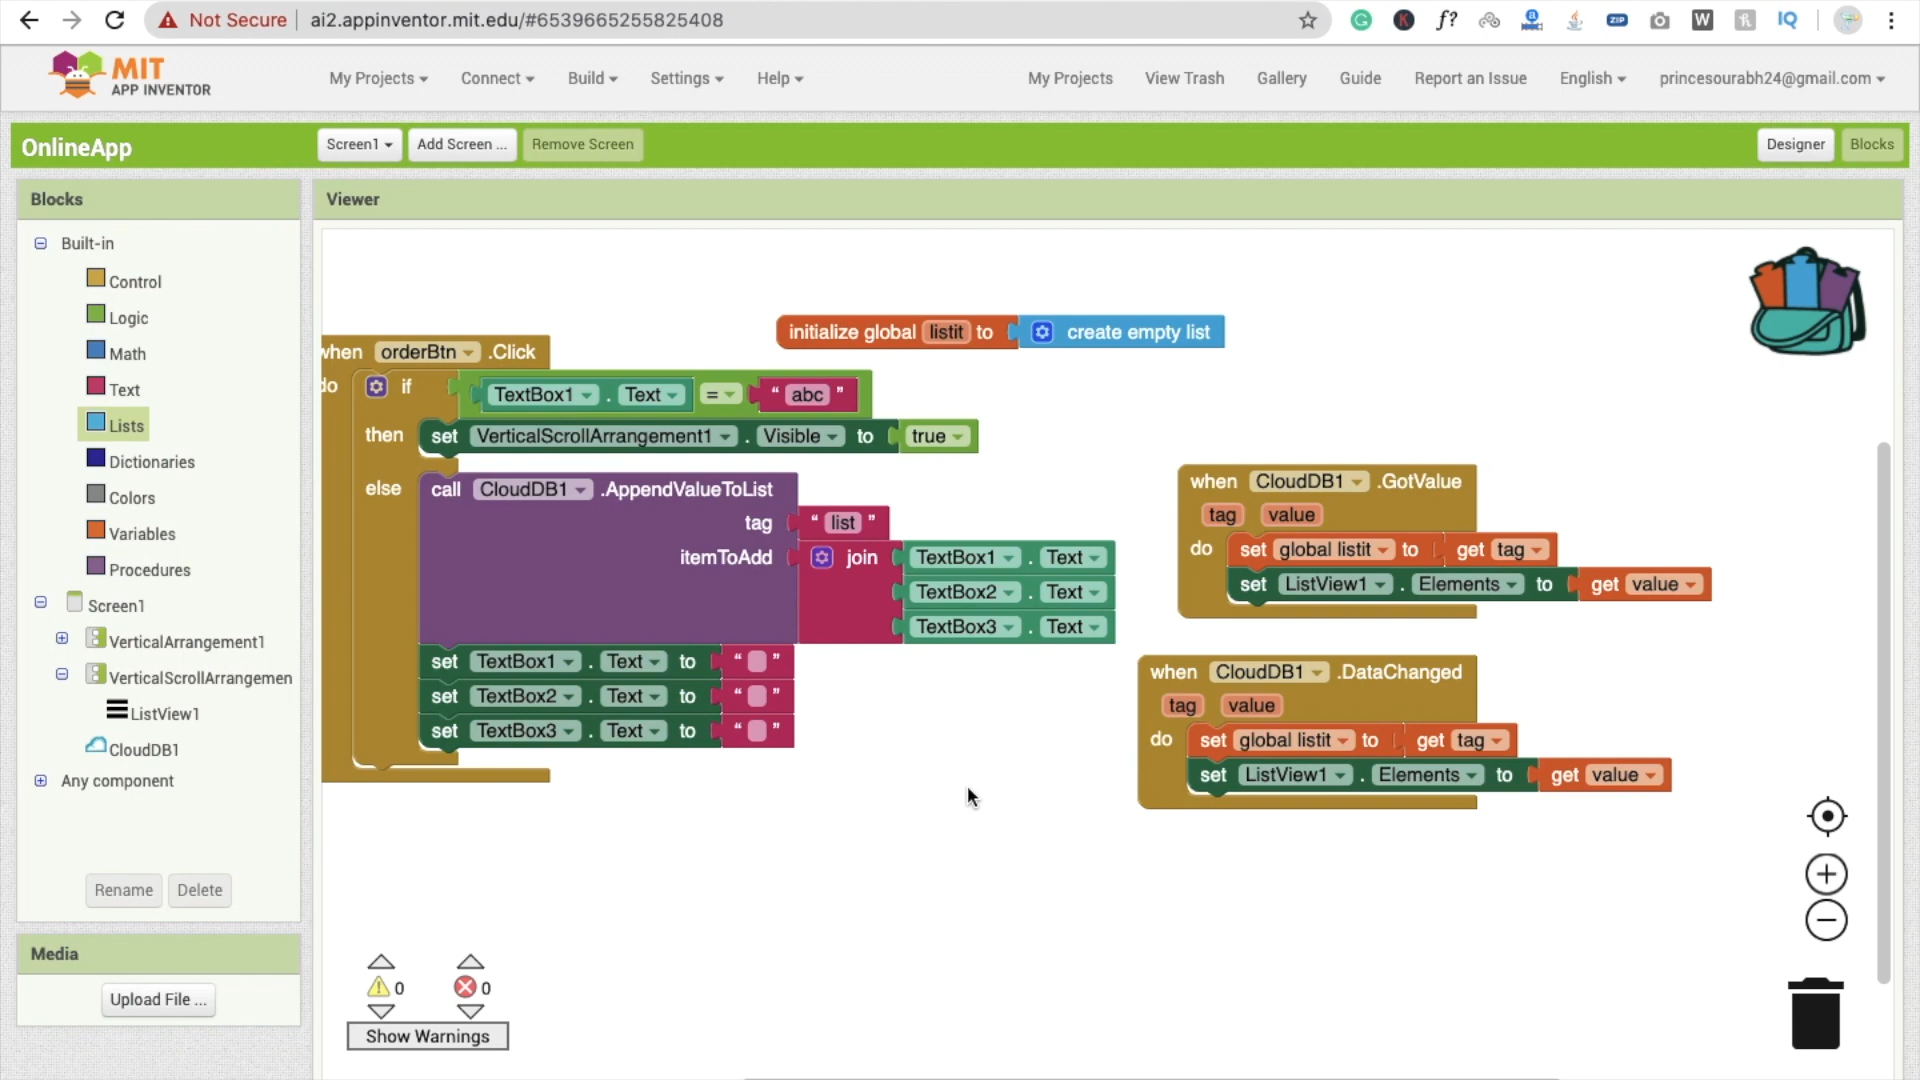 Not Secure ai2.appinventor.mit.edu/#6539665255825408
MIT
APP INVENTOR
My Projects Connect Build Settings Help My Projects View Trash Gallery Guide Report an Issue English princesourabh24@gmail.com
OnlineApp Screen1 Add Screen ... Remove Screen Designer Blocks
Blocks
Viewer
Built-in
Control
Logic
Math
Text
Lists
Dictionaries
Colors
Variables
Procedures
Screen1
VerticalArrangement1
VerticalScrollArrangemen
ListView1
CloudDB1
Any component
Rename Delete
Media
Upload File ...
initialize global listit to create empty list
when orderBtn .Click
do if TextBox1 . Text = “ abc ”
then set VerticalScrollArrangement1 . Visible to true
else call CloudDB1 .AppendValueToList
tag “ list ”
itemToAdd join TextBox1 . Text
TextBox2 . Text
TextBox3 . Text
set TextBox1 . Text to “ ”
set TextBox2 . Text to “ ”
set TextBox3 . Text to “ ”
when CloudDB1 .GotValue
tag value
do set global listit to get tag
set ListView1 . Elements to get value
when CloudDB1 .DataChanged
tag value
do set global listit to get tag
set ListView1 . Elements to get value
0 0
Show Warnings
f?
ZIP
W
IQ
K
G